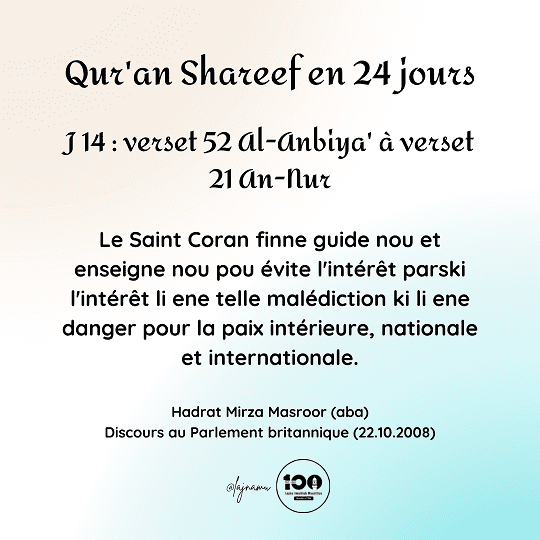 Qur'an Shareef en 24 jours
J 14 : verset 52 Al-Anbiya' à verset
21 An-Nur
Le Saint Coran finne guide nou et
enseigne nou pou évite l'intérêt parski
l'intérêt li ene telle malédiction ki li ene
danger pour la paix intérieure, nationale
et internationale.
Hadrat Mirza Masroor (aba)
Discours au Parlement britannique (22.10.2008)
@lajnamu
100
Lajna Imaillah Mauritius